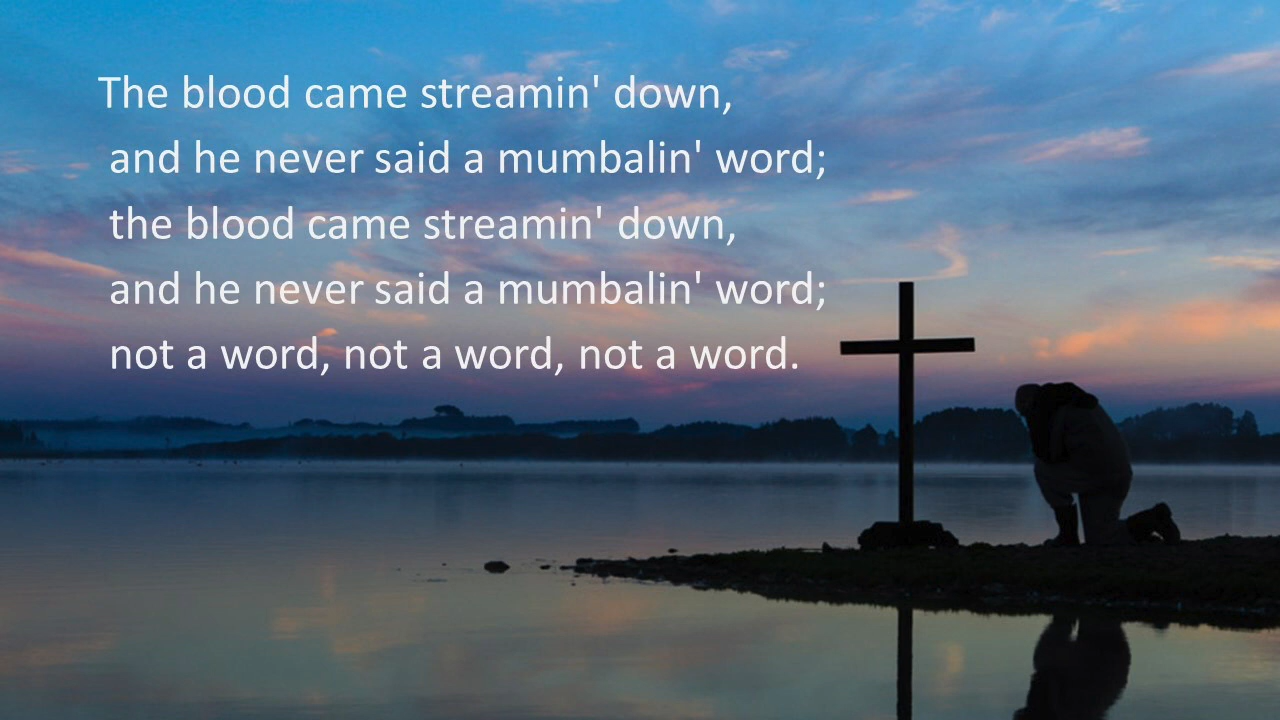 The blood came streamin' down,
and he never said a mumbalin' word;
the blood came streamin' down,
and he never said a mumbalin' word;
not a word, not a word, not a word.